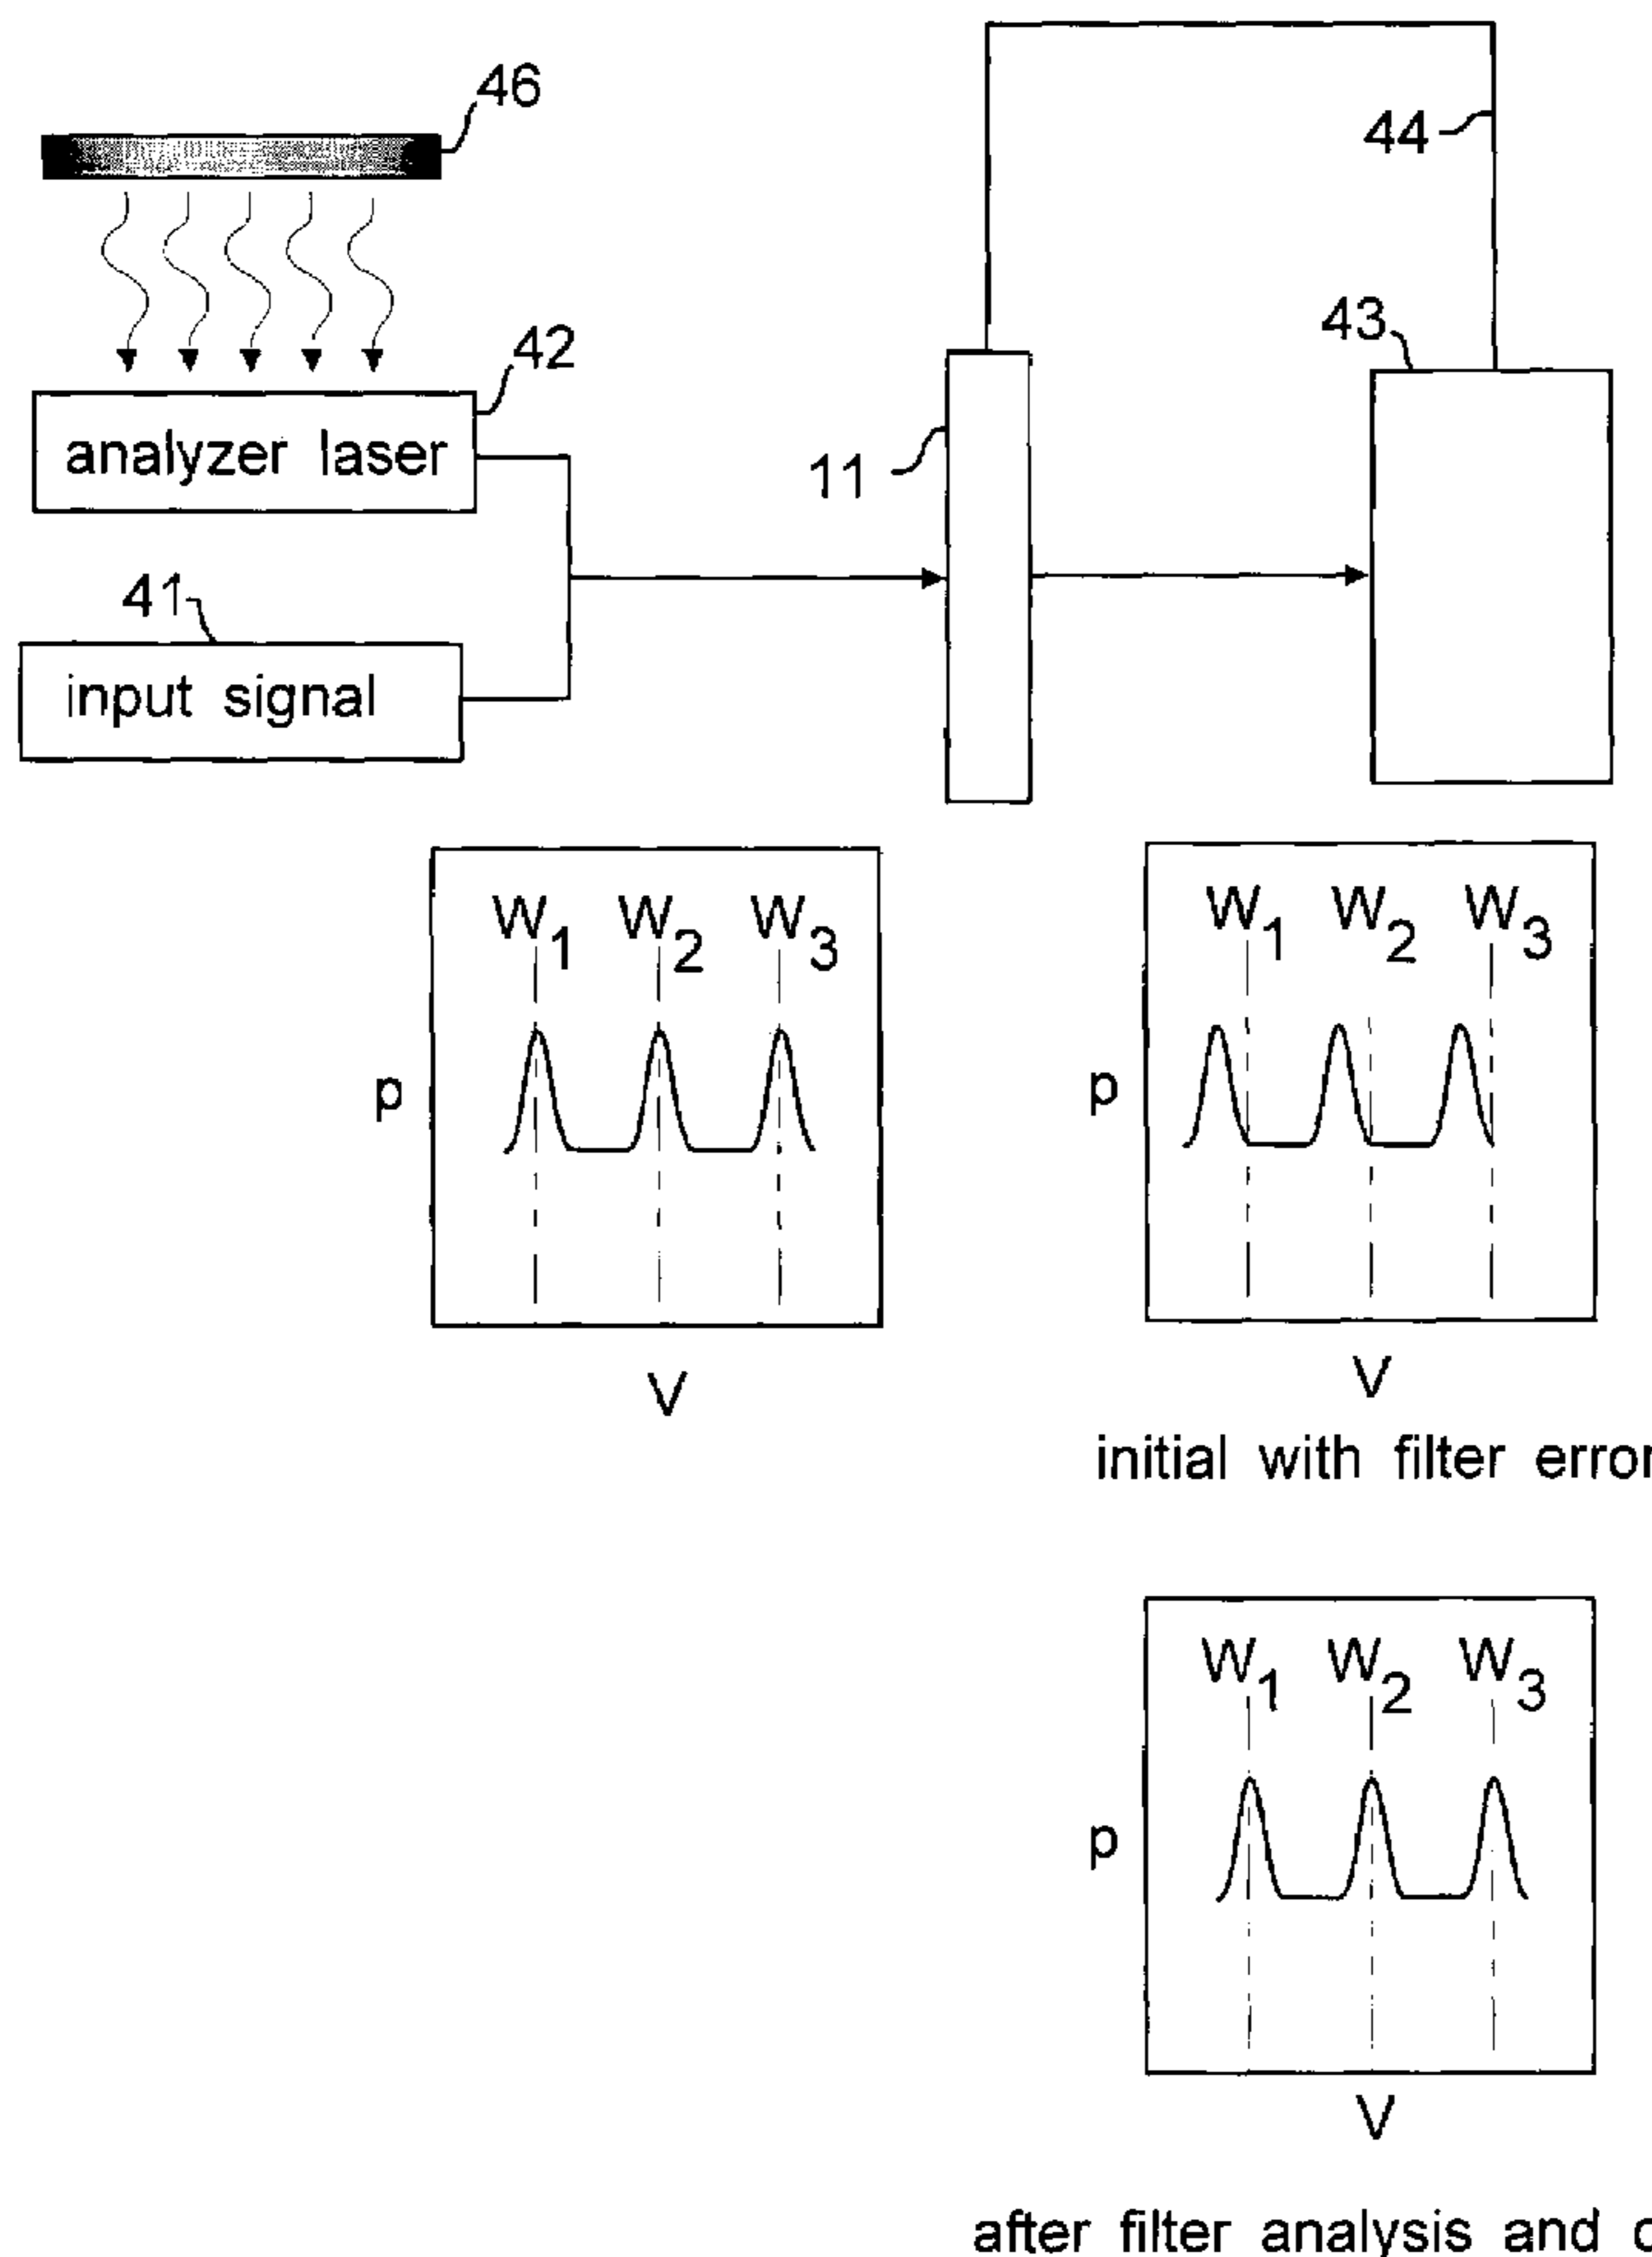 46
44
42
43
analyzer laser
11
41
input signal
W1 W2 W3
p
V
W1 W2 W3
p
V
initial with filter error
W1 W2 W3
p
V
after filter analysis and